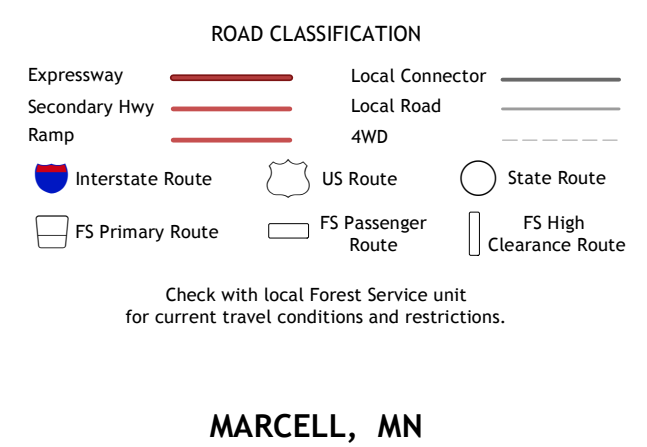 ROAD CLASSIFICATION
Expressway
Local Connector
Secondary Hwy
Local Road
Ramp
4WD
Interstate Route
US Route
State Route
FS Primary Route
FS Passenger
Route
FS High
Clearance Route
Check with local Forest Service unit
for current travel conditions and restrictions.
MARCELL, MN